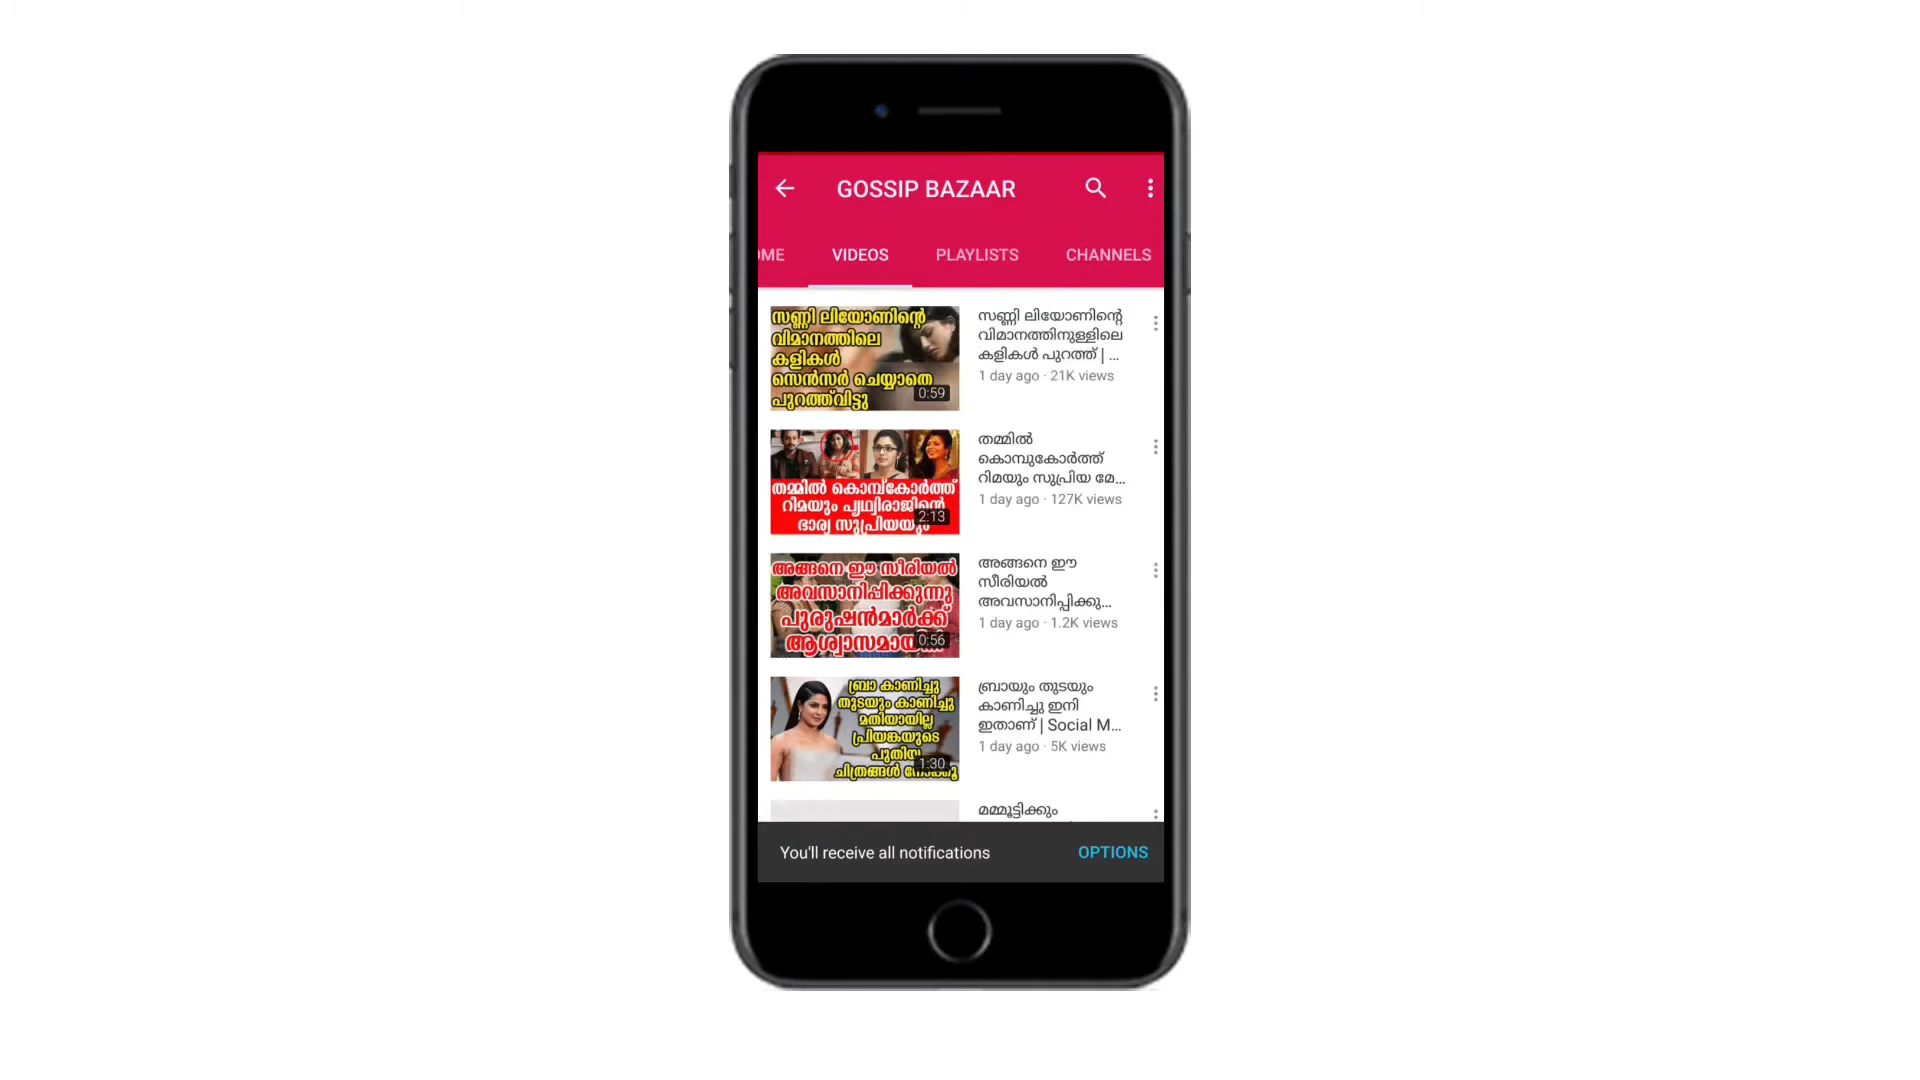 GOSSIP BAZAAR
OME VIDEOS PLAYLISTS CHANNELS
സണ്ണി ലിയോണിന്റെ
വിമാനത്തിലെ
കളികൾ
സെൻസർ ചെയ്യാതെ
പുറത്ത്‌വിട്ടു
0:59
സണ്ണി ലിയോണിന്റെ
വിമാനത്തിനുള്ളിലെ
കളികൾ പുറത്ത് | ...
1 day ago · 21K views
തമ്മിൽ കൊമ്പ്കോർത്ത്
റിമയും പൃഥ്വിരാജിന്റെ
ഭാര്യ സുപ്രിയയും
2:13
തമ്മിൽ
കൊമ്പുകോർത്ത്
റിമയും സുപ്രിയ മേ...
1 day ago · 127K views
അങ്ങനെ ഈ സീരിയൽ
അവസാനിപ്പിക്കുന്നു
പുരുഷൻമാർക്ക്
0:56
അങ്ങനെ ഈ
സീരിയൽ
അവസാനിപ്പിക്കു...
1 day ago · 1.2K views
ബ്രാ കാണിച്ചു
തുടയും കാണിച്ചു
മതിയായില്ല
പ്രിയങ്കയുടെ
പുതിയ
ചിത്രങ്ങൾ നോക്കൂ
1:30
ബ്രായും തുടയും
കാണിച്ചു ഇനി
ഇതാണ് | Social M...
1 day ago · 5K views
മമ്മൂട്ടിക്കും
You'll receive all notifications OPTIONS